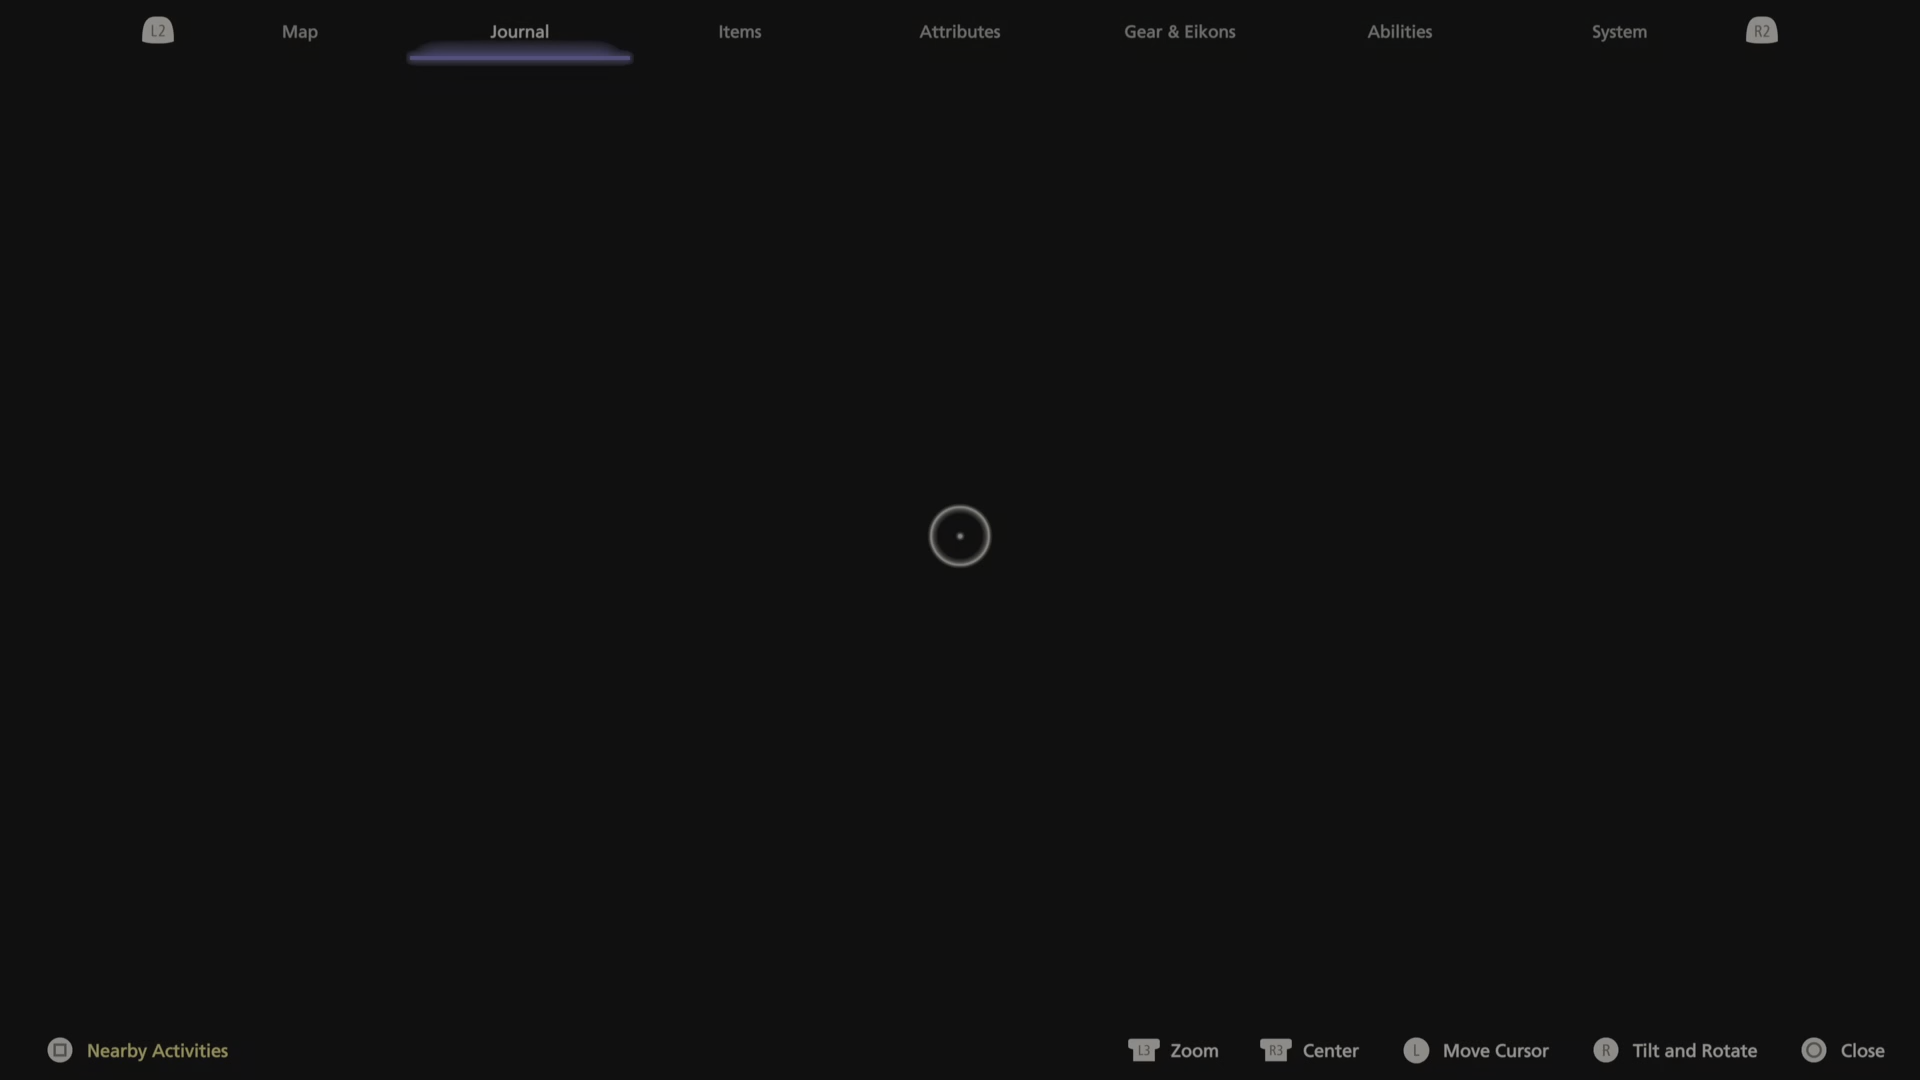 L2 Map Journal Items Attributes Gear & Eikons Abilities System R2
Nearby Activities L3 Zoom R3 Center L Move Cursor R Tilt and Rotate Close